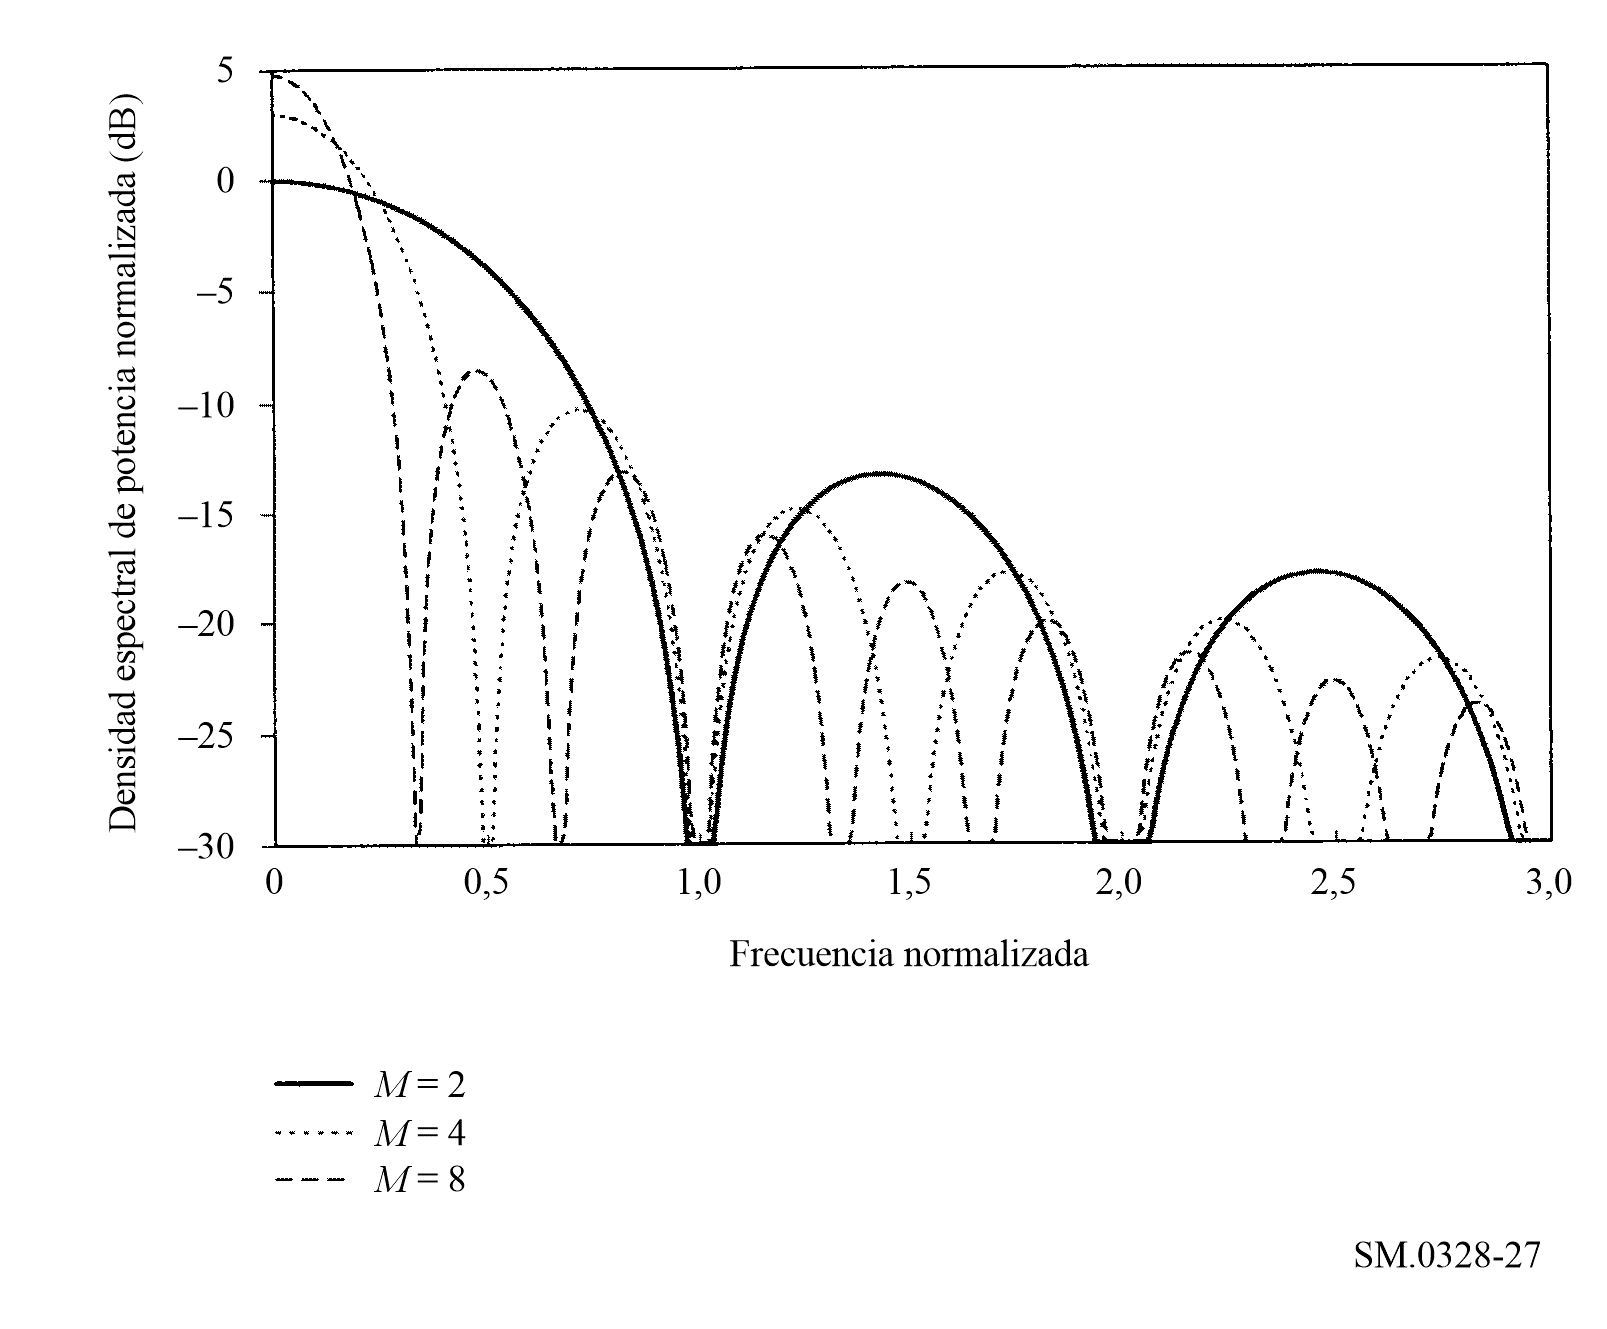 Densidad espectral de potencia normalizada (dB)
5
0
–5
–10
–15
–20
–25
–30
0
0,5
1,0
1,5
2,0
2,5
3,0
Frecuencia normalizada
M = 2
M = 4
M = 8
SM.0328-27